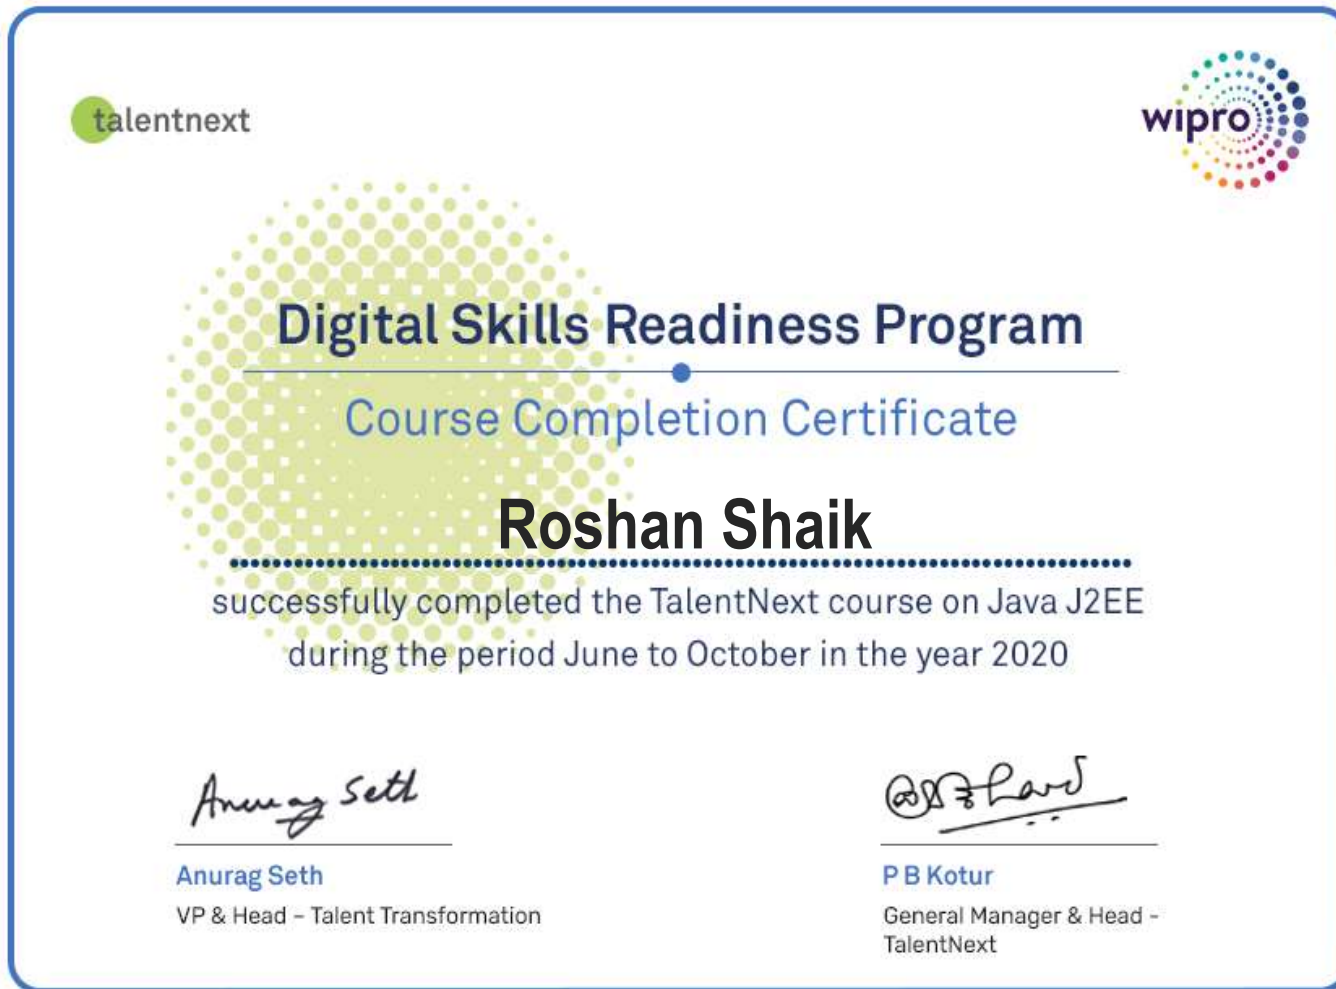 talentnext
wipro
Digital Skills Readiness Program
Course Completion Certificate
Roshan Shaik
successfully completed the TalentNext course on Java J2EE
during the period June to October in the year 2020
Anurag Seth
Anurag Seth
P B Kotur
VP & Head – Talent Transformation
General Manager & Head -
TalentNext